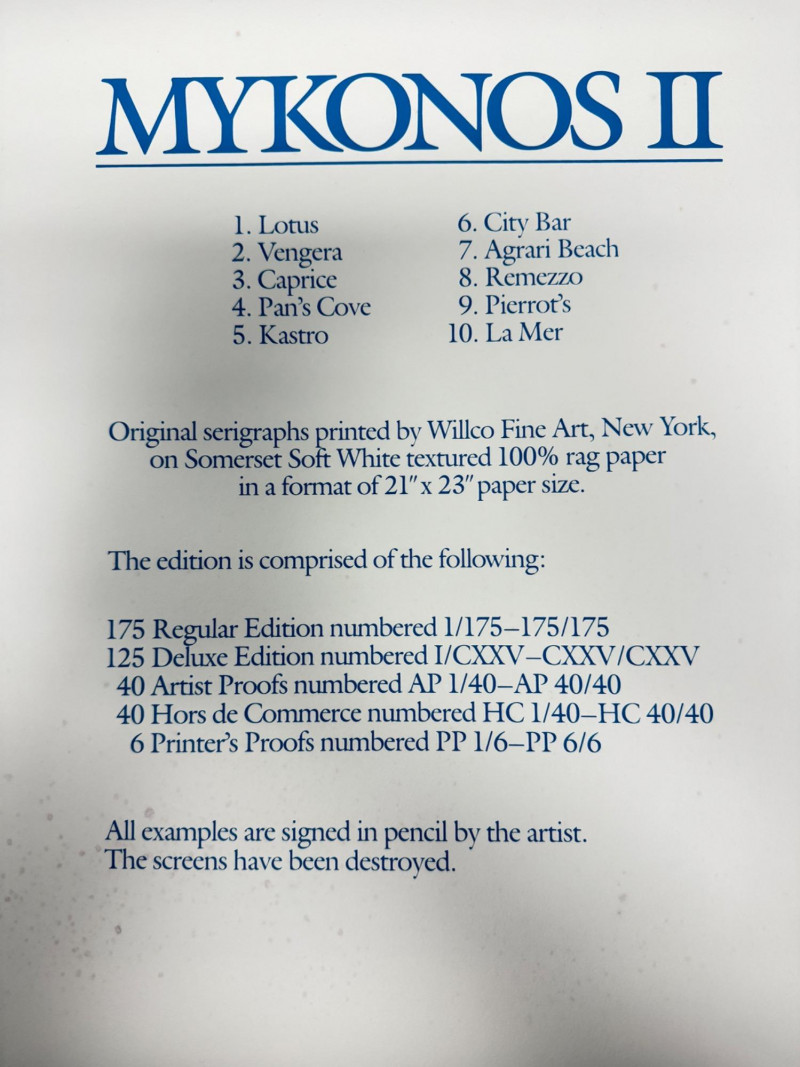 MYKONOS II
1. Lotus
2. Vengera
3. Caprice
4. Pan's Cove
5. Kastro
6. City Bar
7. Agrari Beach
8. Remezzo
9. Pierrot's
10. La Mer
Original serigraphs printed by Willco Fine Art, New York,
on Somerset Soft White textured 100% rag paper
in a format of 21" x 23" paper size.
The edition is comprised of the following:
175 Regular Edition numbered 1/175–175/175
125 Deluxe Edition numbered I/CXXV–CXXV/CXXV
40 Artist Proofs numbered AP 1/40–AP 40/40
40 Hors de Commerce numbered HC 1/40–HC 40/40
6 Printer's Proofs numbered PP 1/6–PP 6/6
All examples are signed in pencil by the artist.
The screens have been destroyed.